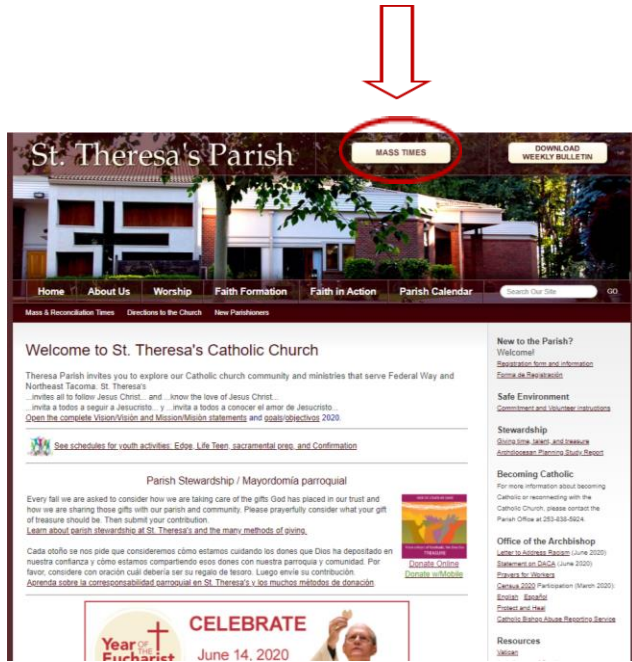 St. Theresa's Parish
MASS TIMES
DOWNLOAD
WEEKLY BULLETIN
Home
About Us
Worship
Faith Formation
Faith in Action
Parish Calendar
Search Our Site
GO
Mass & Reconciliation Times
Directions to the Church
New Parishioners
Welcome to St. Theresa's Catholic Church
Theresa Parish invites you to explore our Catholic church community and ministries that serve Federal Way and
Northeast Tacoma. St. Theresa's
...invites all to follow Jesus Christ... and ...know the love of Jesus Christ...
...invita a todos a seguir a Jesucristo... y ...invita a todos a conocer el amor de Jesucristo...
Open the complete Vision/Visión and Mission/Misión statements and goals/objectivos 2020.
See schedules for youth activities: Edge, Life Teen, sacramental prep, and Confirmation
Parish Stewardship / Mayordomía parroquial
Every fall we are asked to consider how we are taking care of the gifts God has placed in our trust and
how we are sharing those gifts with our parish and community. Please prayerfully consider what your gift
of treasure should be. Then submit your contribution.
Learn about parish stewardship at St. Theresa's and the many methods of giving.
Cada otoño se nos pide que consideremos cómo estamos cuidando los dones que Dios ha depositado en
nuestra confianza y cómo estamos compartiendo esos dones con nuestra parroquia y comunidad. Por
favor, considere con oración cuál debería ser su regalo de tesoro. Luego envíe su contribución.
Aprenda sobre la corresponsabilidad parroquial en St. Theresa's y los muchos métodos de donación.
TREASURE
Donate Online
Donate w/Mobile
Year OF THE
Eucharist
CELEBRATE
June 14, 2020
New to the Parish?
Welcome!
Registration form and information
Forma de Registración
Safe Environment
Commitment and Volunteer Instructions
Stewardship
Giving time, talent, and treasure
Archdiocesan Planning Study Report
Becoming Catholic
For more information about becoming
Catholic or reconnecting with the
Catholic Church, please contact the
Parish Office at 253-838-5924.
Office of the Archbishop
Letter to Address Racism (June 2020)
Statement on DACA (June 2020)
Prayers for Workers
Census 2020 Participation (March 2020):
English Español
Protect and Heal
Catholic Bishop Abuse Reporting Service
Resources
Vatican